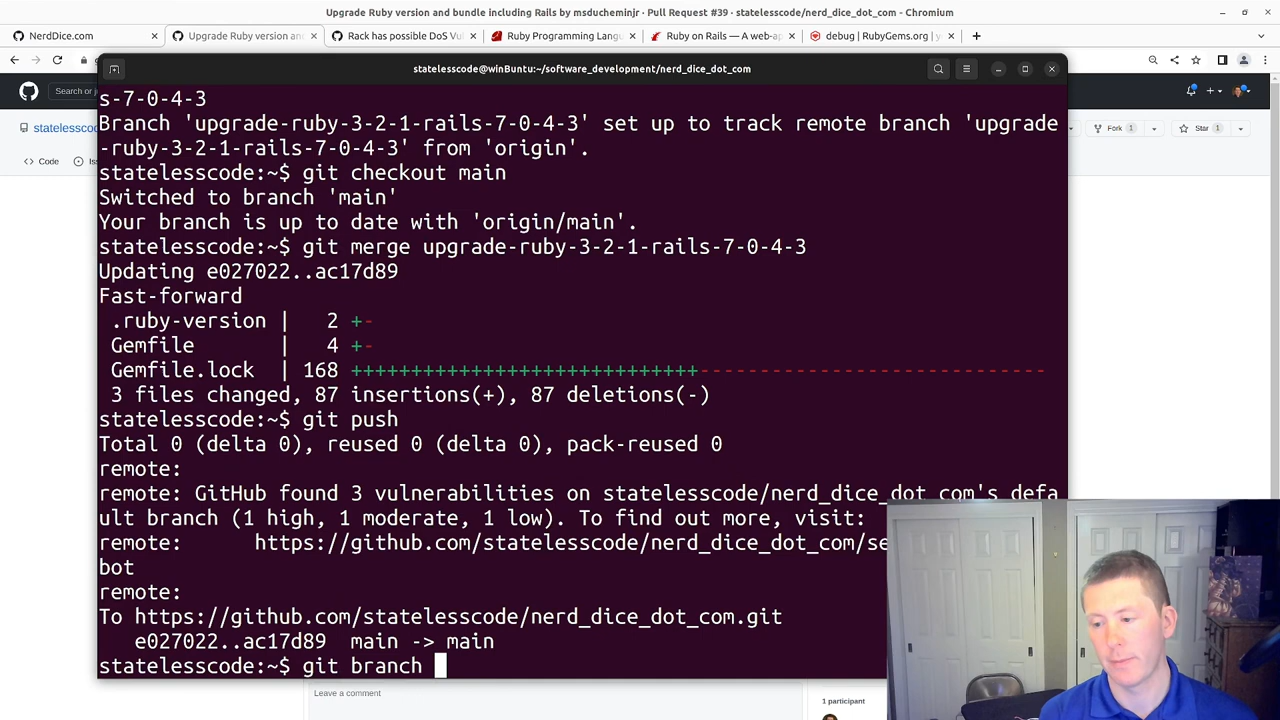 Upgrade Ruby version and bundle including Rails by msducheminjr · Pull Request #39 · statelesscode/nerd_dice_dot_com - Chromium
NerdDice.com
Upgrade Ruby version and
Rack has possible DoS Vul
Ruby Programming Lang
Ruby on Rails — A web-ap
debug | RubyGems.org | y
statelesscode@winBuntu:~/software_development/nerd_dice_dot_com
Search or
statelessco
Fork 1
Star 1
Code
s-7-0-4-3
Branch 'upgrade-ruby-3-2-1-rails-7-0-4-3' set up to track remote branch 'upgrade
-ruby-3-2-1-rails-7-0-4-3' from 'origin'.
statelesscode:~$ git checkout main
Switched to branch 'main'
Your branch is up to date with 'origin/main'.
statelesscode:~$ git merge upgrade-ruby-3-2-1-rails-7-0-4-3
Updating e027022..ac17d89
Fast-forward
.ruby-version | 2 +-
Gemfile | 4 +-
Gemfile.lock | 168 +++++++++++++++++++++++++++++-----------------------------
3 files changed, 87 insertions(+), 87 deletions(-)
statelesscode:~$ git push
Total 0 (delta 0), reused 0 (delta 0), pack-reused 0
remote:
remote: GitHub found 3 vulnerabilities on statelesscode/nerd_dice_dot_com's defa
ult branch (1 high, 1 moderate, 1 low). To find out more, visit:
remote: https://github.com/statelesscode/nerd_dice_dot_com/se
bot
remote:
To https://github.com/statelesscode/nerd_dice_dot_com.git
e027022..ac17d89 main -> main
statelesscode:~$ git branch
Leave a comment
1 participant